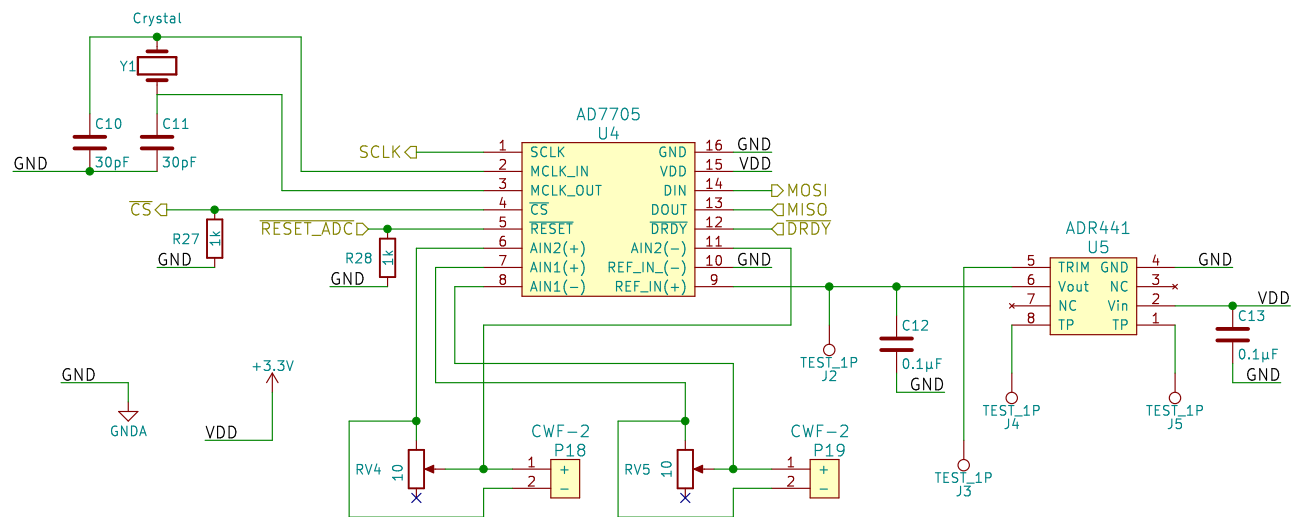 Crystal
Y1
C10
30pF
C11
30pF
GND
AD7705
U4
SCLK
1 SCLK
2 MCLK_IN
3 MCLK_OUT
4 CS
5 RESET
6 AIN2(+)
7 AIN1(+)
8 AIN1(-)
GND 16 GND
VDD 15 VDD
DIN 14 MOSI
DOUT 13 MISO
DRDY 12 DRDY
AIN2(-) 11
REF_IN_(-) 10 GND
REF_IN(+) 9
CS
R27
1k
GND
RESET_ADC
R28
1k
GND
ADR441
U5
5 TRIM
6 Vout
7 NC
8 TP
GND 4 GND
NC 3
Vin 2 VDD
TP 1
C13
0.1µF
GND
C12
0.1µF
GND
TEST_1P
J2
TEST_1P
J4
TEST_1P
J5
TEST_1P
J3
GND
GNDA
+3.3V
VDD
RV4
10
CWF-2
P18
1 +
2 −
RV5
10
CWF-2
P19
1 +
2 −